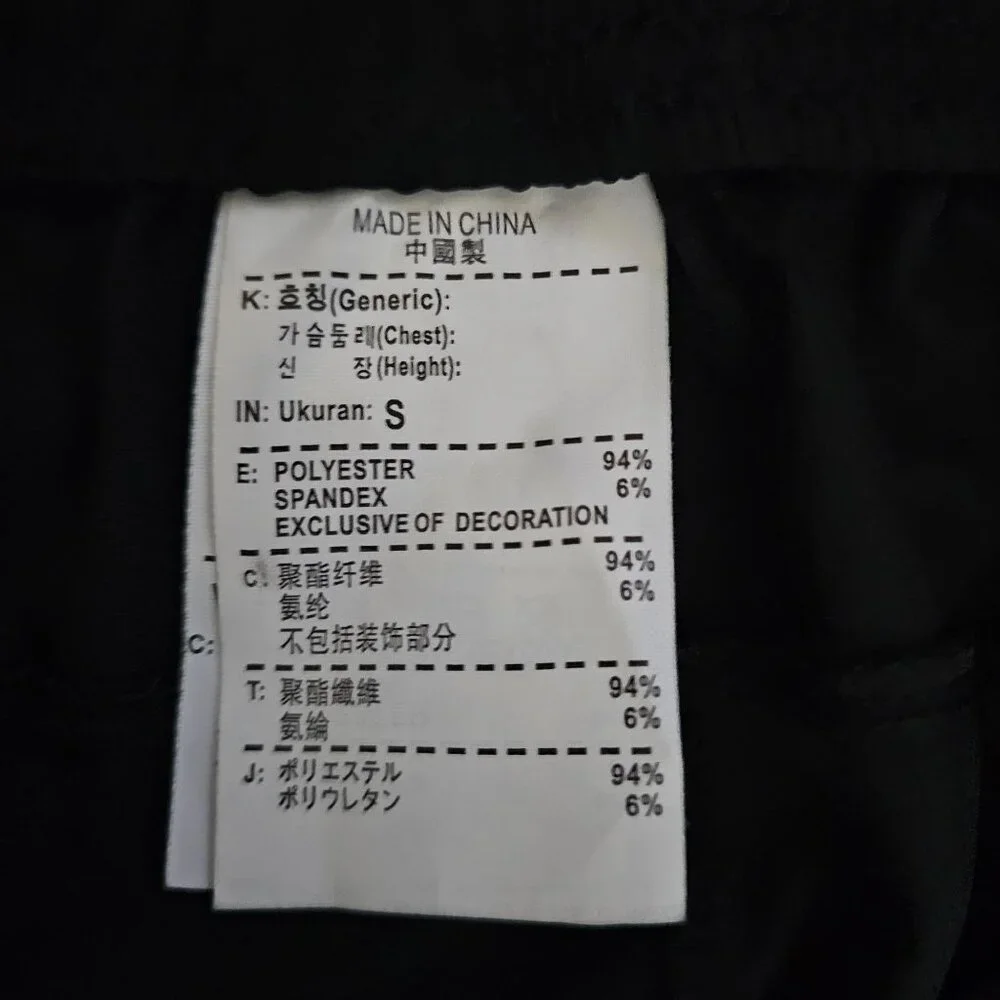 MADE IN CHINA
中國製
K: 호칭(Generic):
가슴둘레(Chest):
신 장(Height):
IN: Ukuran: S
E: POLYESTER 94%
SPANDEX 6%
EXCLUSIVE OF DECORATION
C: 聚酯纤维 94%
氨纶 6%
不包括装饰部分
T: 聚酯纖維 94%
氨綸 6%
J: ポリエステル 94%
ポリウレタン 6%
C: